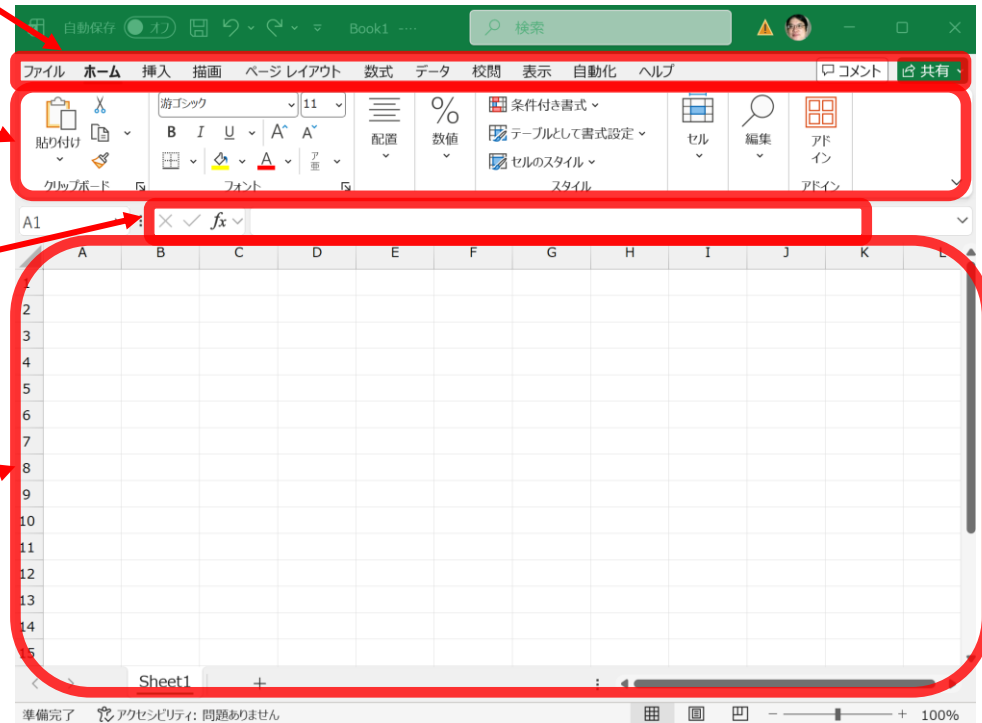 自動保存 オフ Book1 -… 検索
ファイル ホーム 挿入 描画 ページ レイアウト 数式 データ 校閲 表示 自動化 ヘルプ コメント 共有
貼り付け 游ゴシック 11 B I U A A ア亜 A
配置 数値 条件付き書式 テーブルとして書式設定 セルのスタイル セル 編集 アドイン
クリップボード フォント スタイル アドイン
A1 fx
A B C D E F G H I J K L
1
2
3
4
5
6
7
8
9
10
11
12
13
14
15
Sheet1 +
準備完了 アクセシビリティ: 問題ありません - + 100%